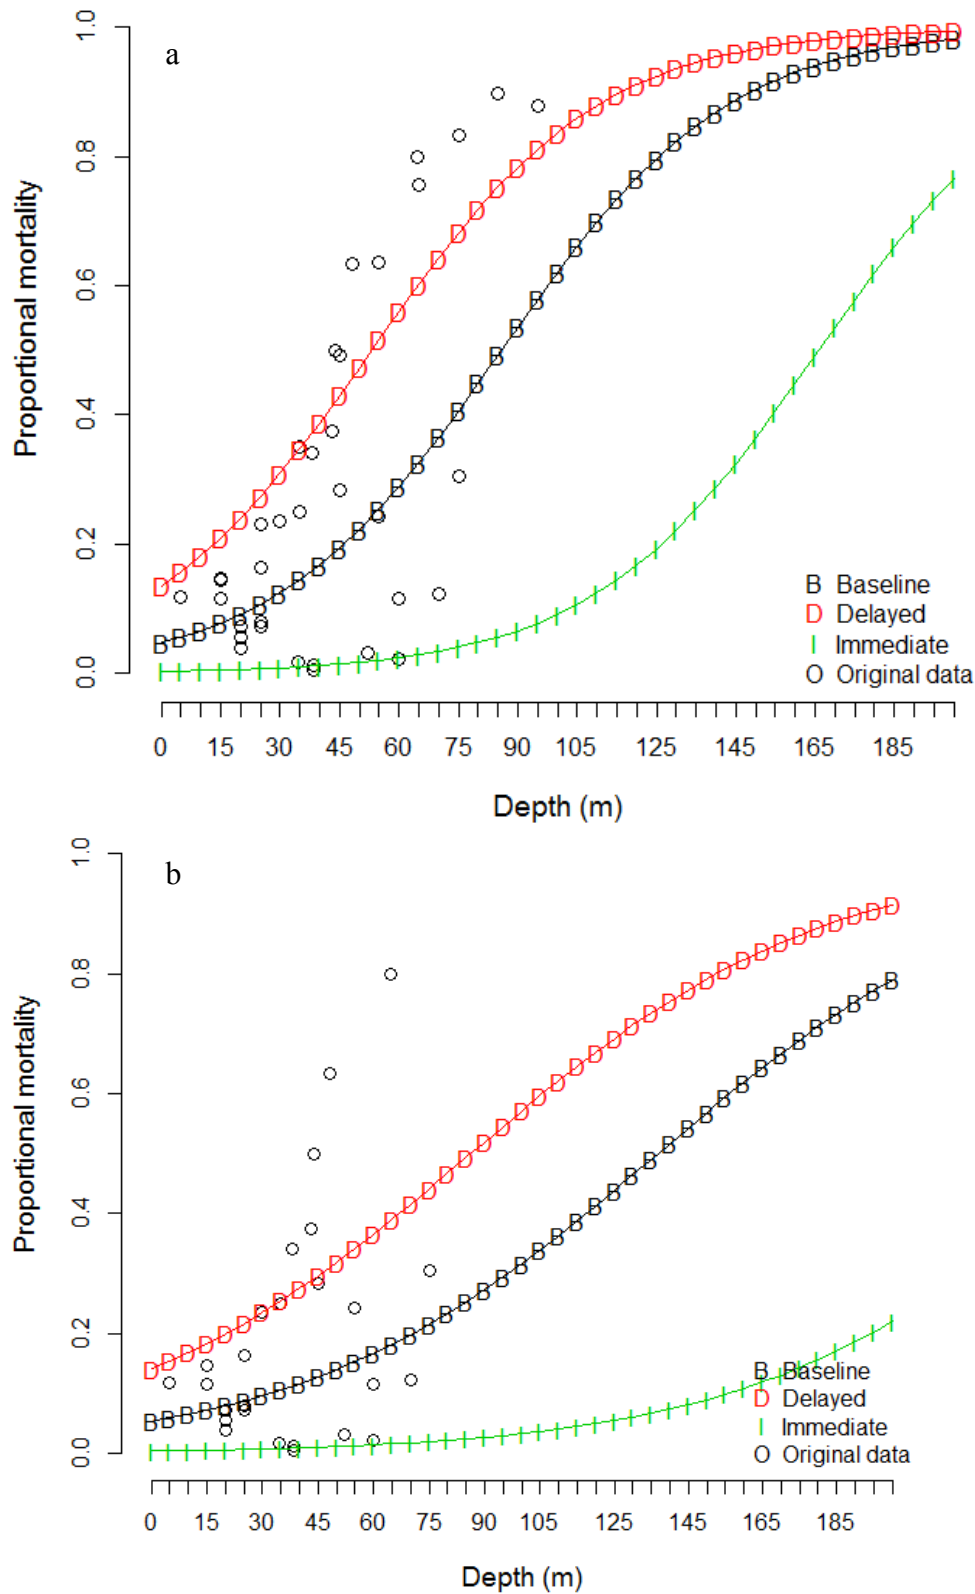 a
Proportional mortality
1.0
0.8
0.6
0.4
0.2
0.0
B Baseline
D Delayed
I Immediate
O Original data
0 15 30 45 60 75 90 105 125 145 165 185
Depth (m)
b
Proportional mortality
1.0
0.8
0.6
0.4
0.2
0.0
B Baseline
D Delayed
I Immediate
O Original data
0 15 30 45 60 75 90 105 125 145 165 185
Depth (m)